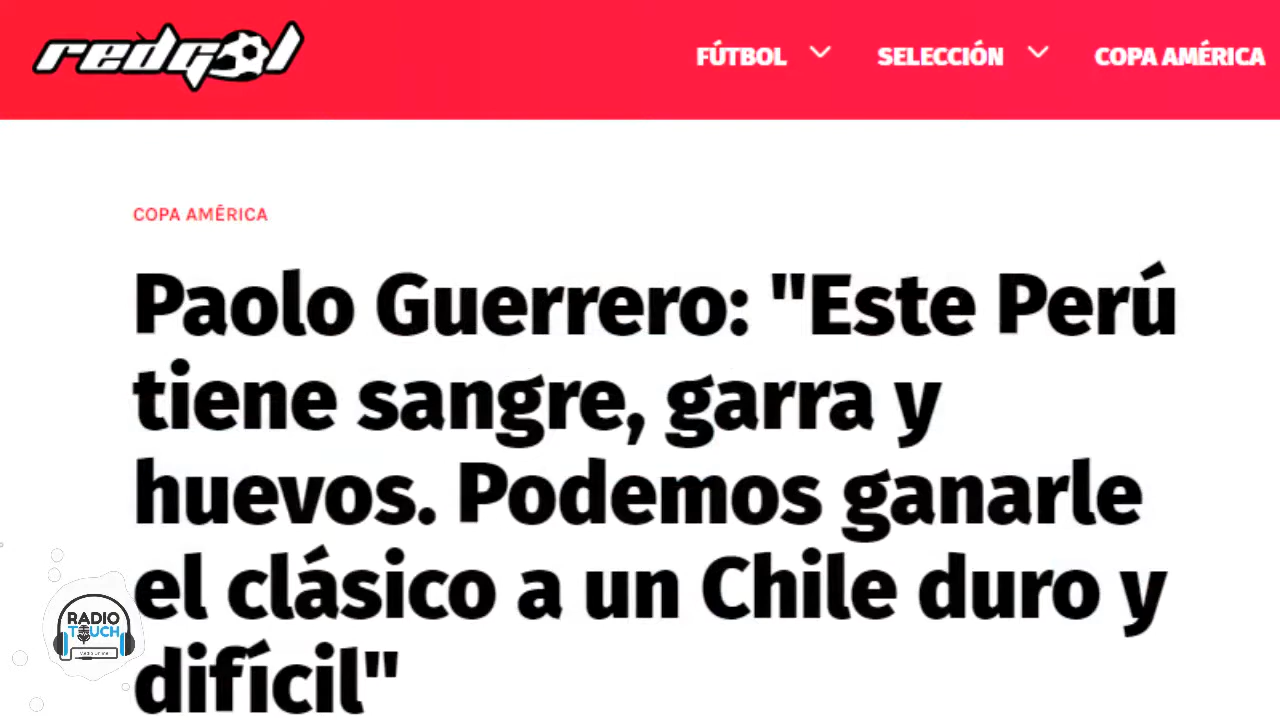 redgol
FÚTBOL
SELECCIÓN
COPA AMÉRICA
COPA AMÉRICA
Paolo Guerrero: "Este Perú
tiene sangre, garra y
huevos. Podemos ganarle
el clásico a un Chile duro y
difícil"
RADIO
TOUCH